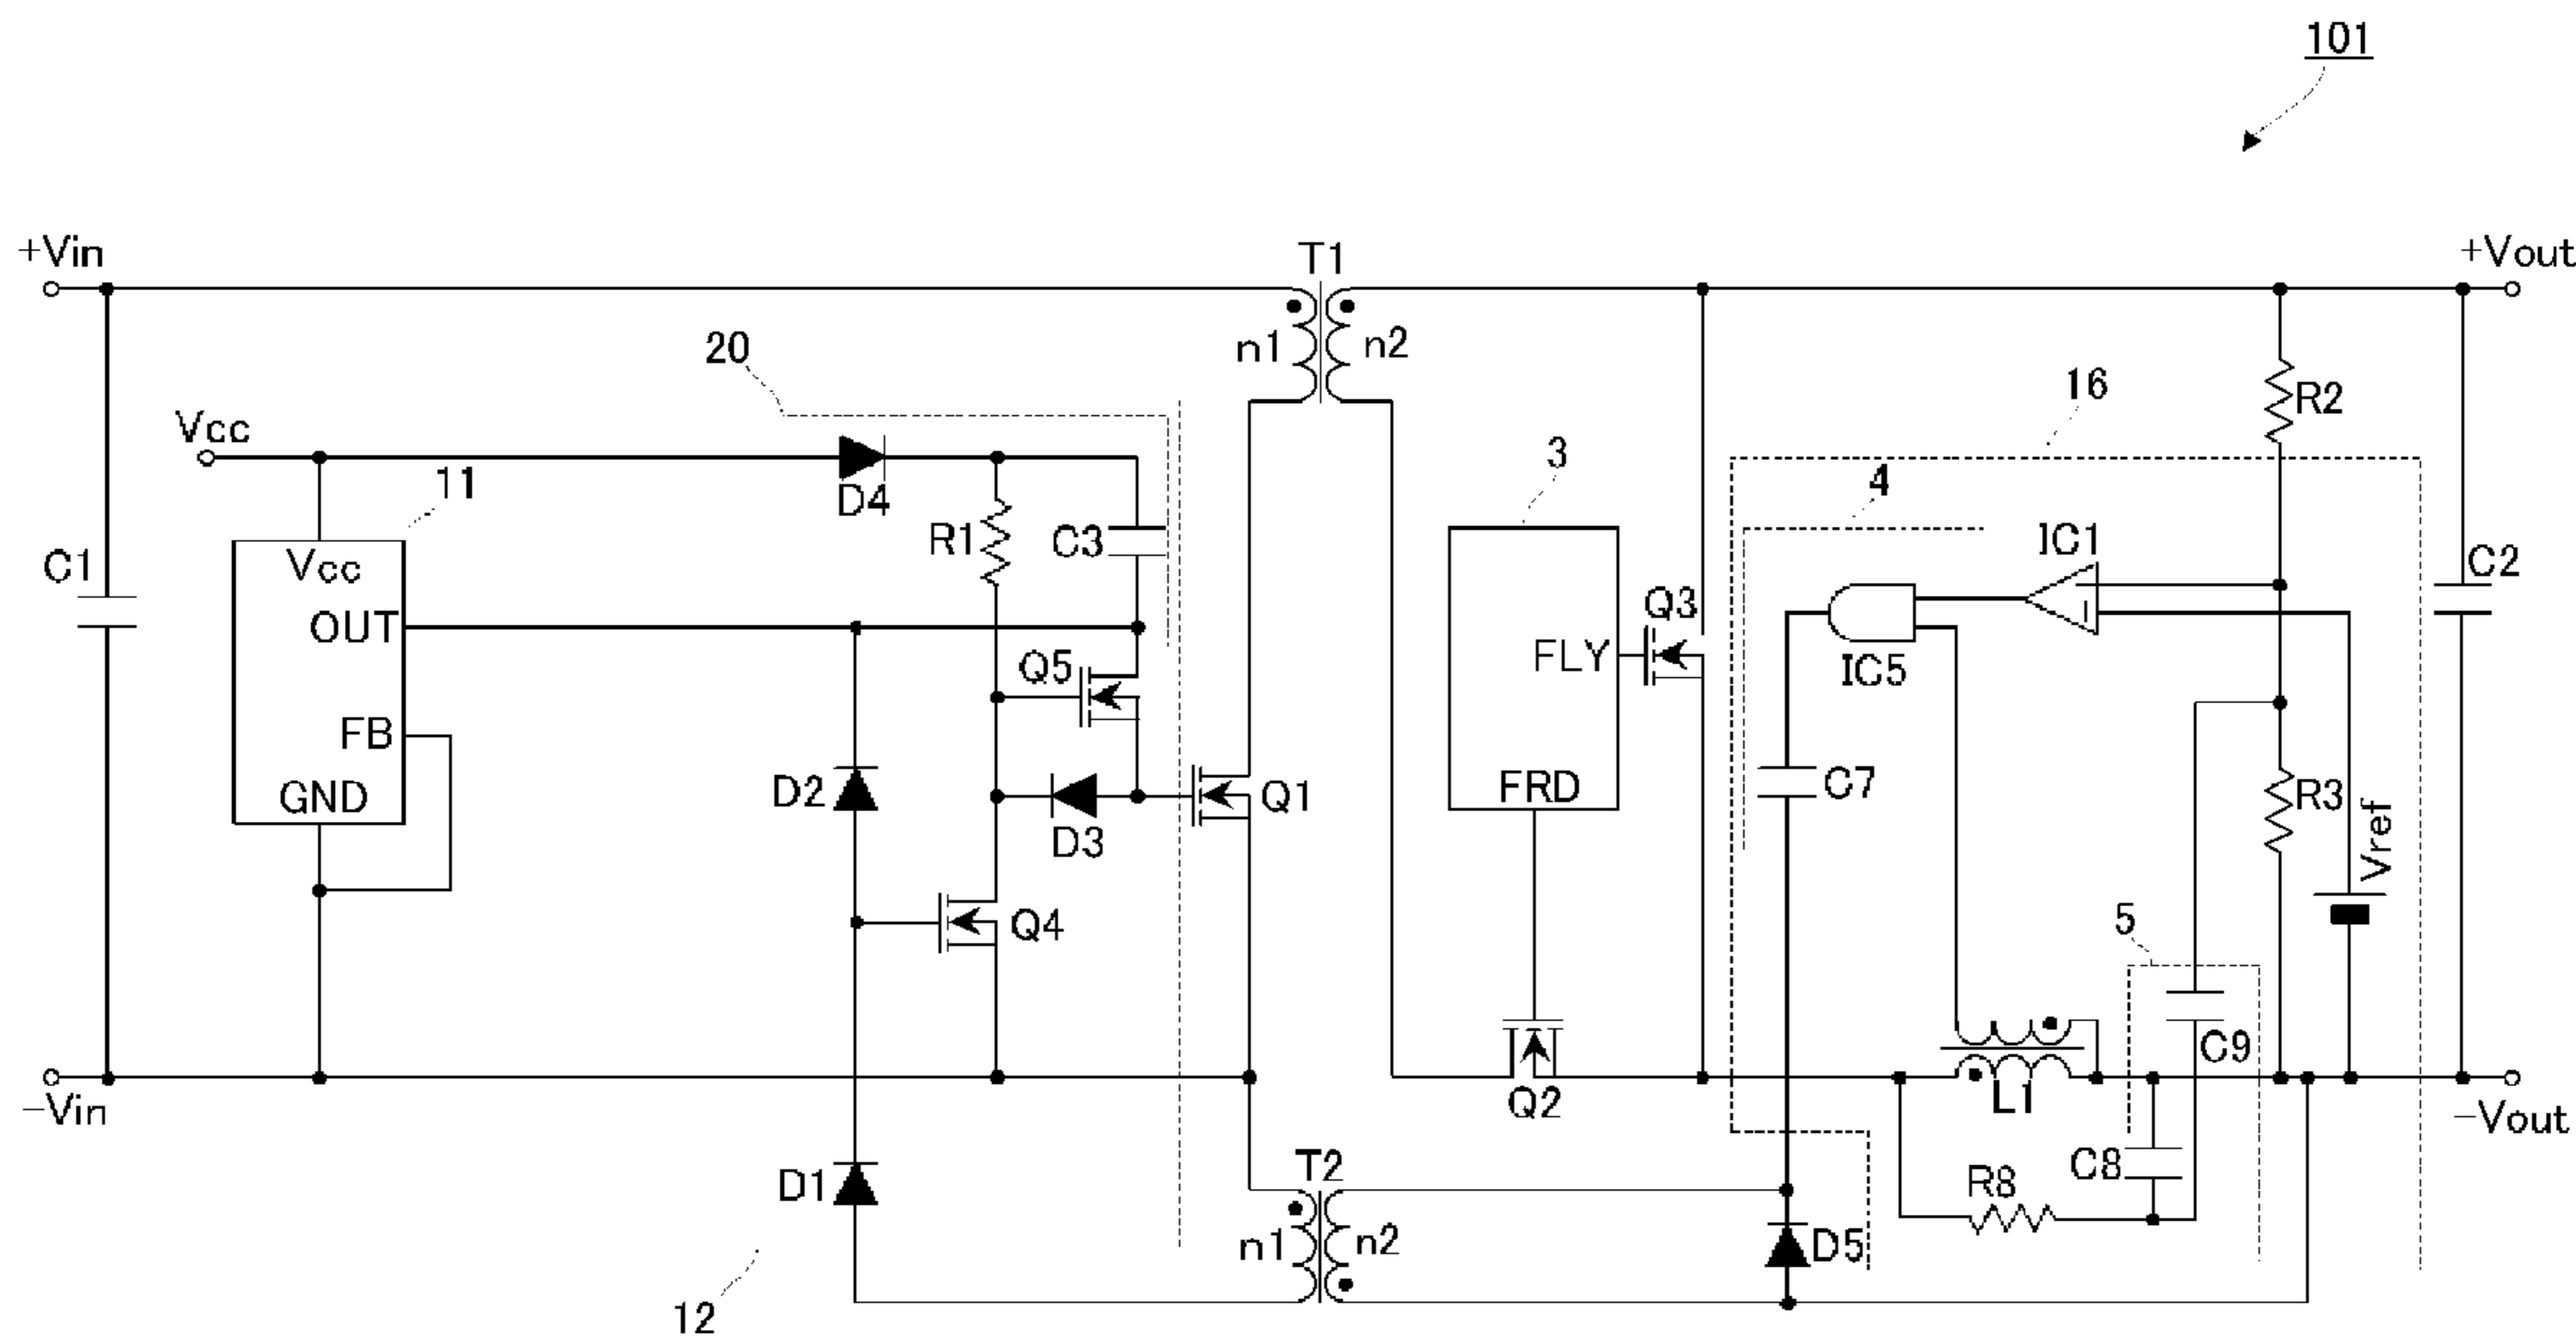 101
+Vin
T1
+Vout
n1
n2
20
16
R2
Vcc
3
4
11
D4
R1
C3
IC1
C1
Vcc
C2
OUT
Q3
Q5
FLY
IC5
FB
D2
GND
Q1
FRD
C7
R3
D3
Vref
Q4
5
C9
-Vin
Q2
L1
-Vout
T2
C8
D1
R8
n1
n2
D5
12